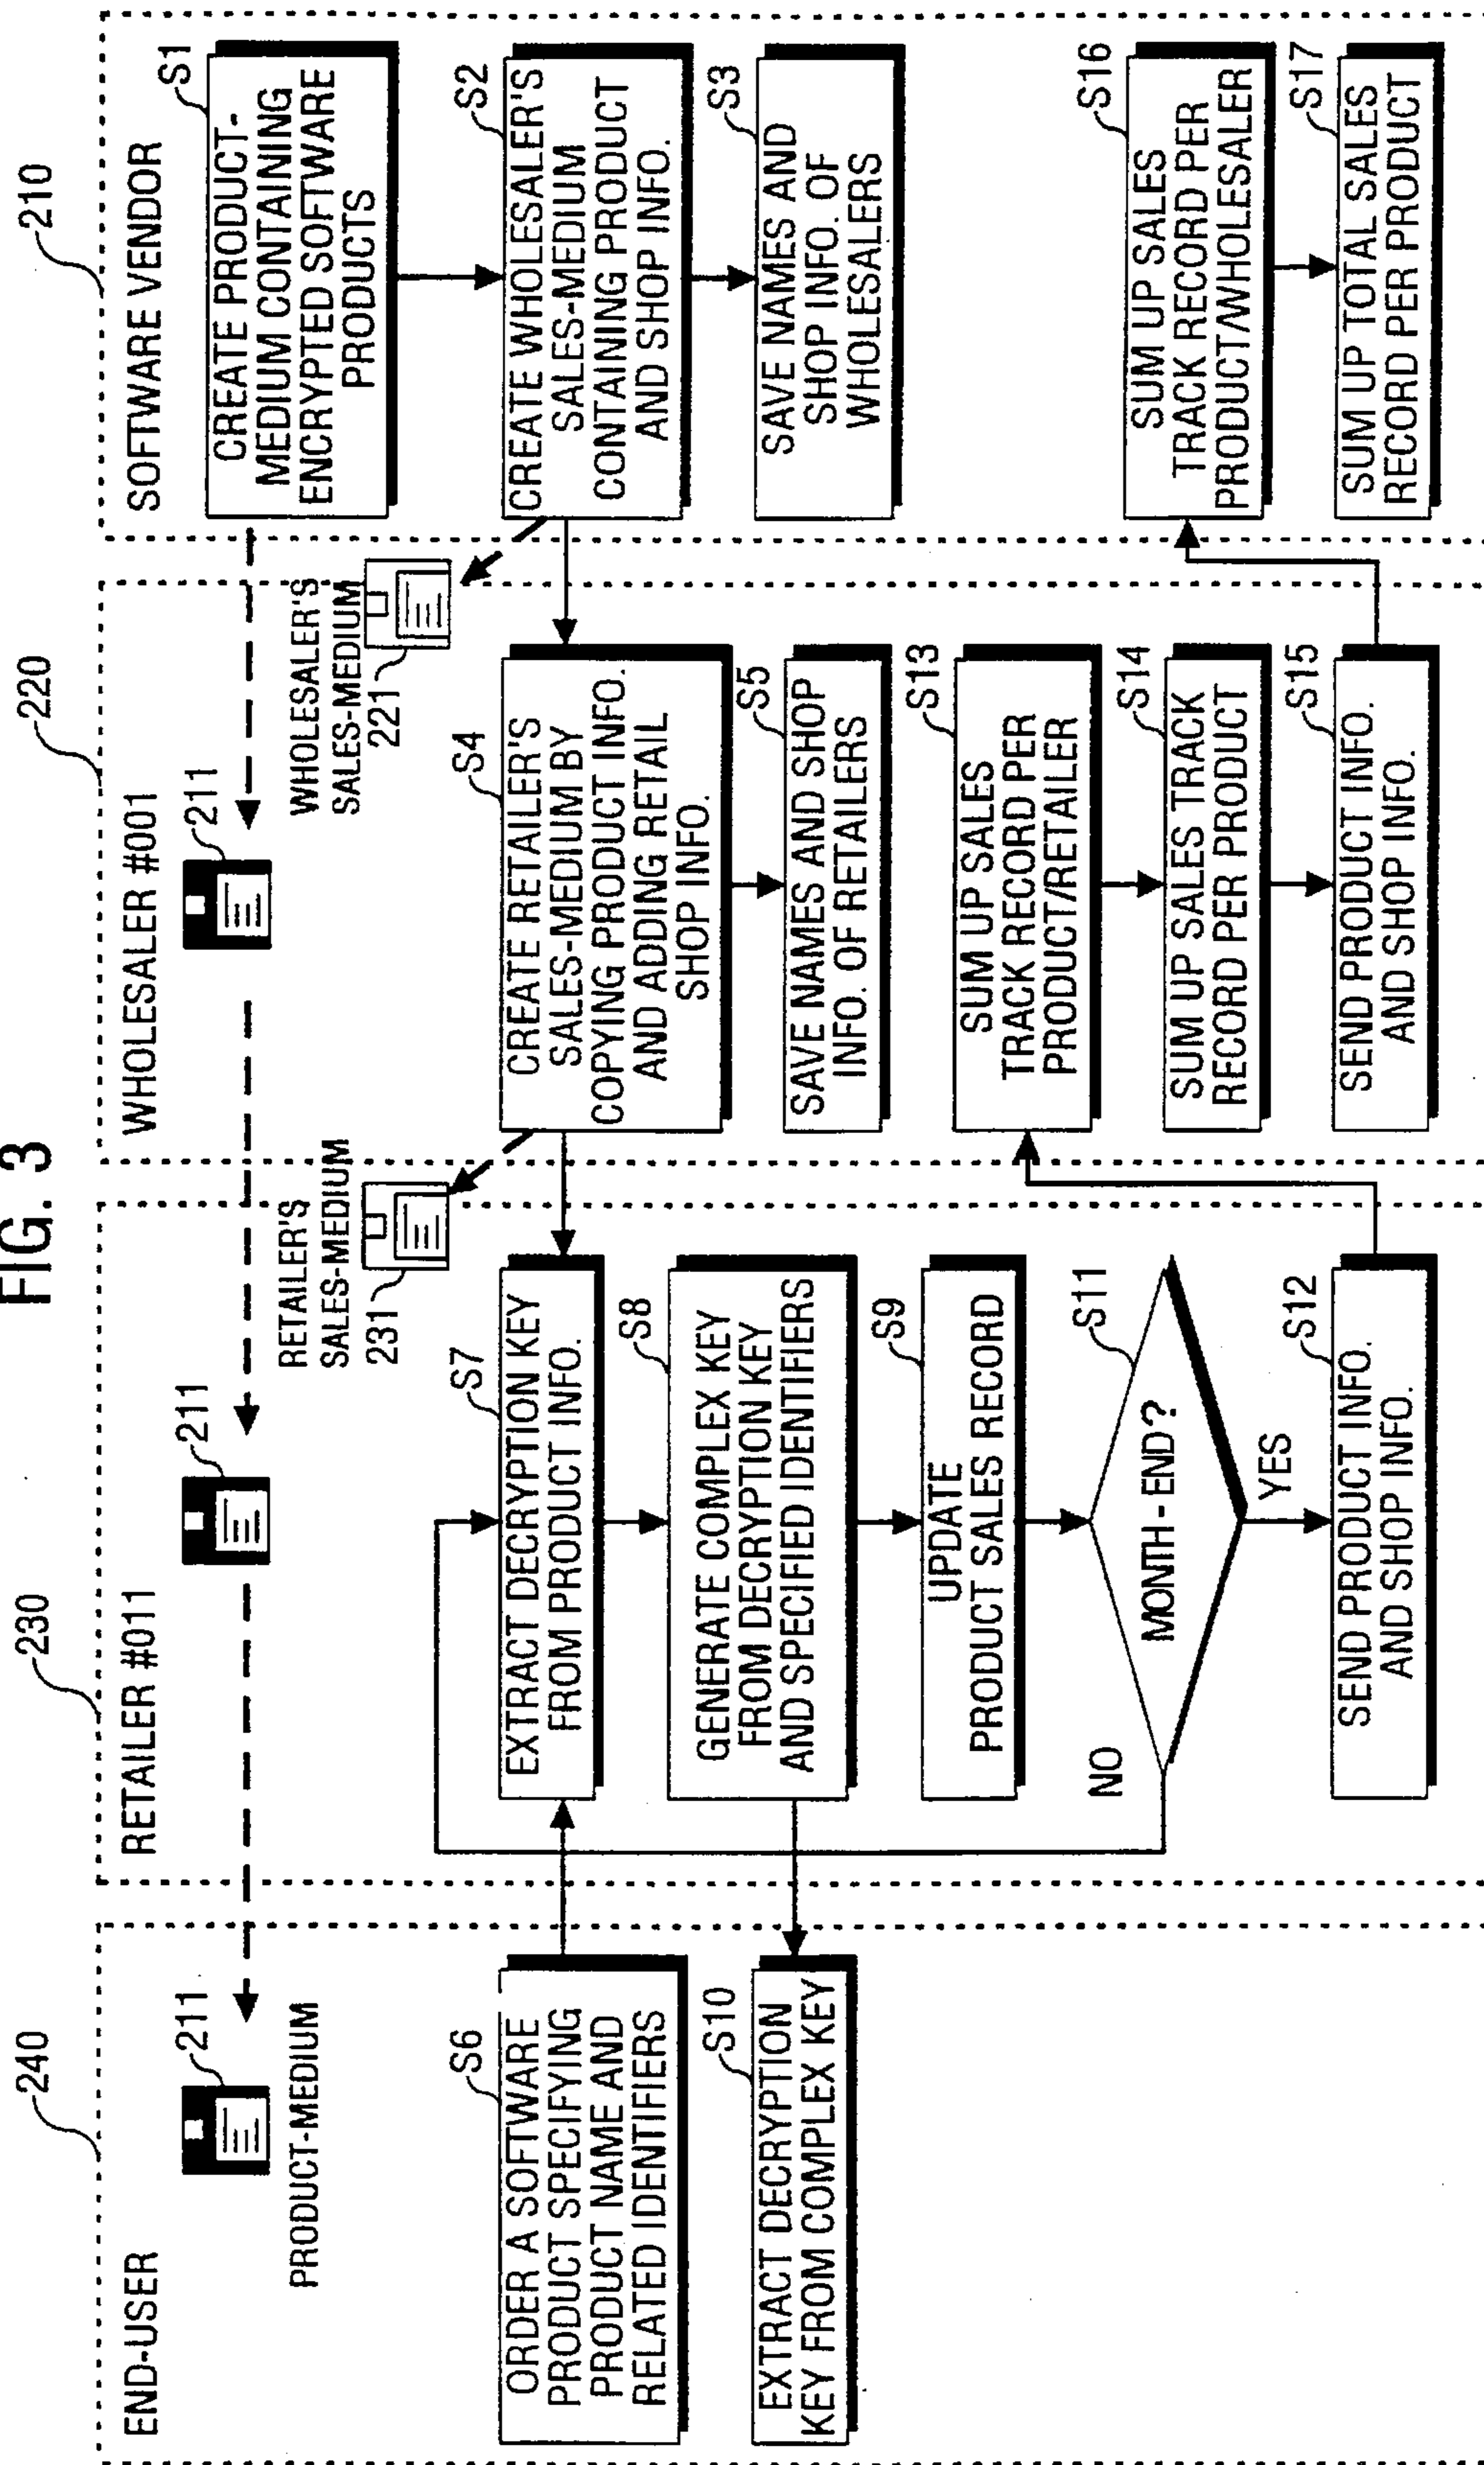 FIG. 3
240
END-USER
211
PRODUCT-MEDIUM
S6
ORDER A SOFTWARE
PRODUCT SPECIFYING
PRODUCT NAME AND
RELATED IDENTIFIERS
S10
EXTRACT DECRYPTION
KEY FROM COMPLEX KEY
230
RETAILER #011
211
RETAILER'S
SALES-MEDIUM
231
S7
EXTRACT DECRYPTION KEY
FROM PRODUCT INFO.
S8
GENERATE COMPLEX KEY
FROM DECRYPTION KEY
AND SPECIFIED IDENTIFIERS
S9
UPDATE
PRODUCT SALES RECORD
S11
MONTH-END?
NO
YES
S12
SEND PRODUCT INFO.
AND SHOP INFO.
220
WHOLESALER #001
211
WHOLESALER'S
SALES-MEDIUM
221
S4
CREATE RETAILER'S
SALES-MEDIUM BY
COPYING PRODUCT INFO.
AND ADDING RETAIL
SHOP INFO.
S5
SAVE NAMES AND SHOP
INFO. OF RETAILERS
S13
SUM UP SALES
TRACK RECORD PER
PRODUCT/RETAILER
S14
SUM UP SALES TRACK
RECORD PER PRODUCT
S15
SEND PRODUCT INFO.
AND SHOP INFO.
210
SOFTWARE VENDOR
S1
CREATE PRODUCT-
MEDIUM CONTAINING
ENCRYPTED SOFTWARE
PRODUCTS
S2
CREATE WHOLESALER'S
SALES-MEDIUM
CONTAINING PRODUCT
AND SHOP INFO.
S3
SAVE NAMES AND
SHOP INFO. OF
WHOLESALERS
S16
SUM UP SALES
TRACK RECORD PER
PRODUCT/WHOLESALER
S17
SUM UP TOTAL SALES
RECORD PER PRODUCT